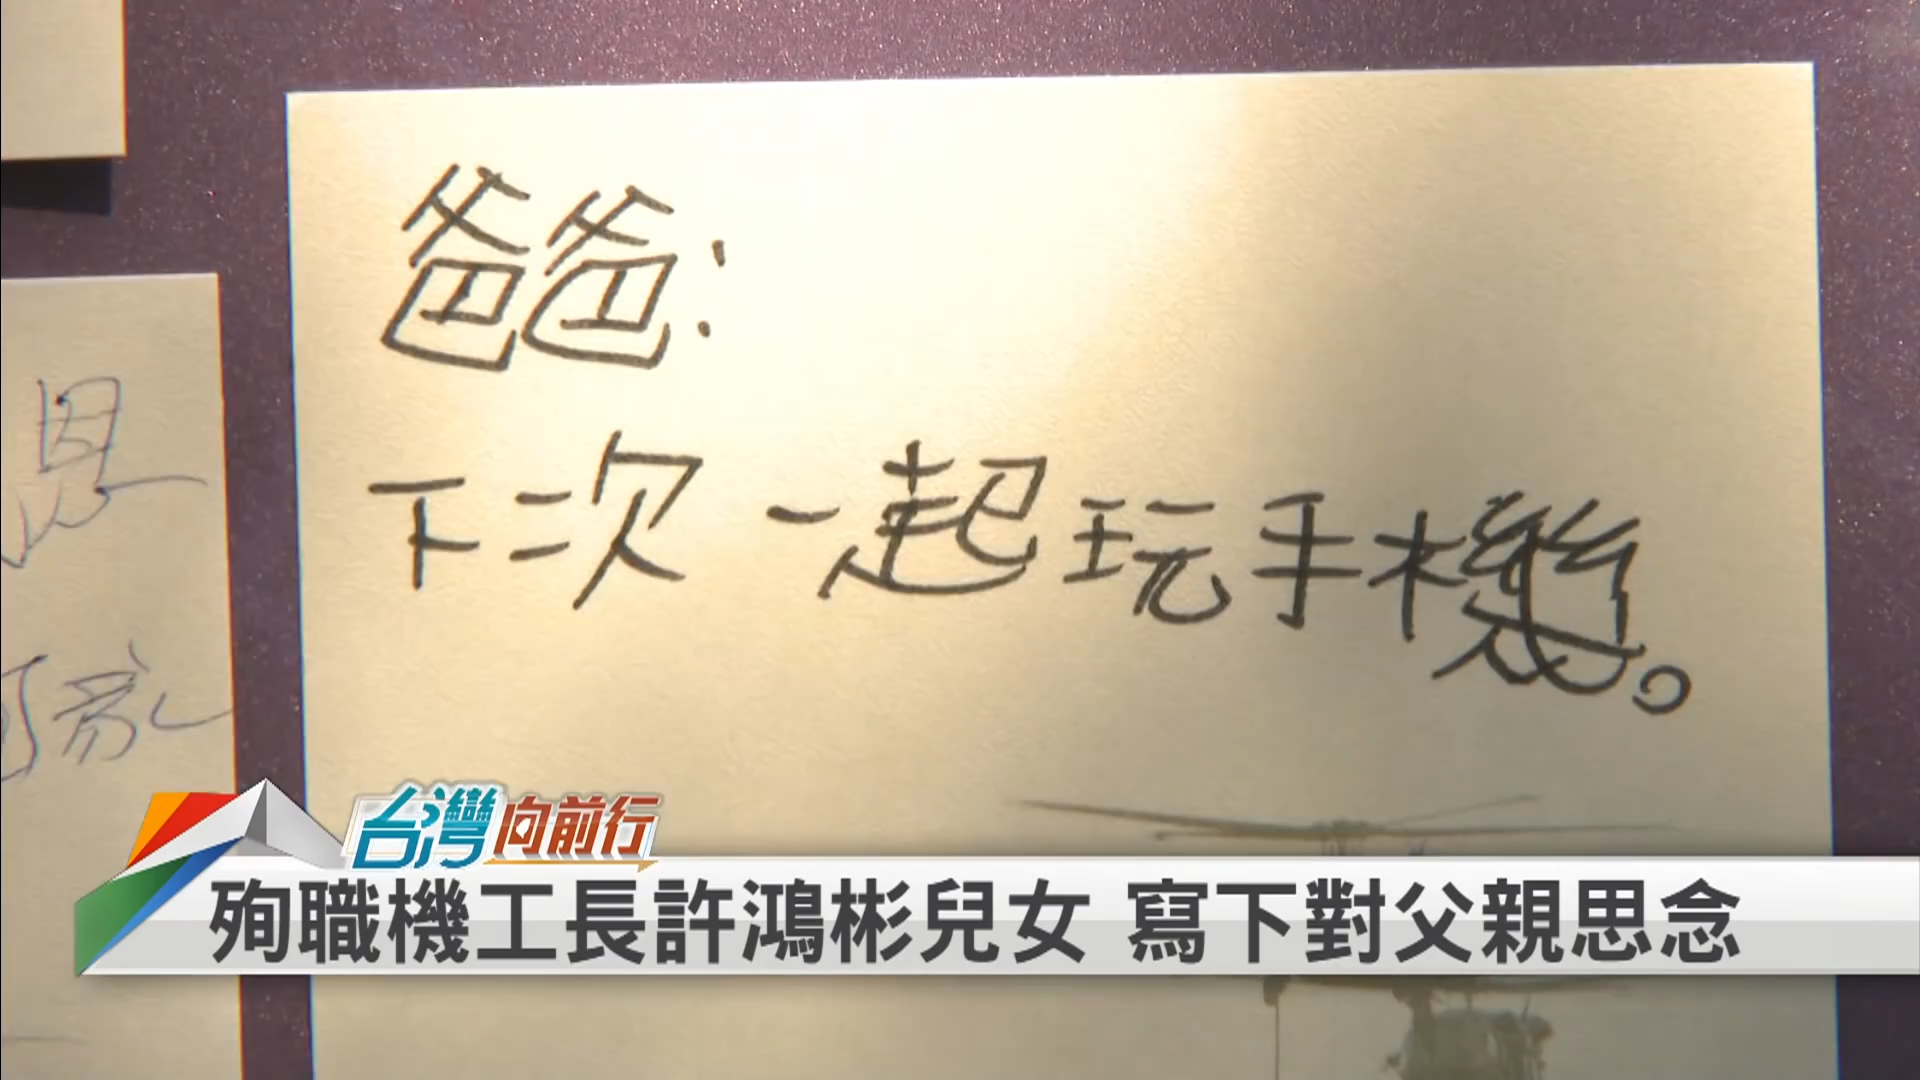 爸爸:
下次一起玩手機。
恩
台灣向前行
殉職機工長許鴻彬兒女 寫下對父親思念